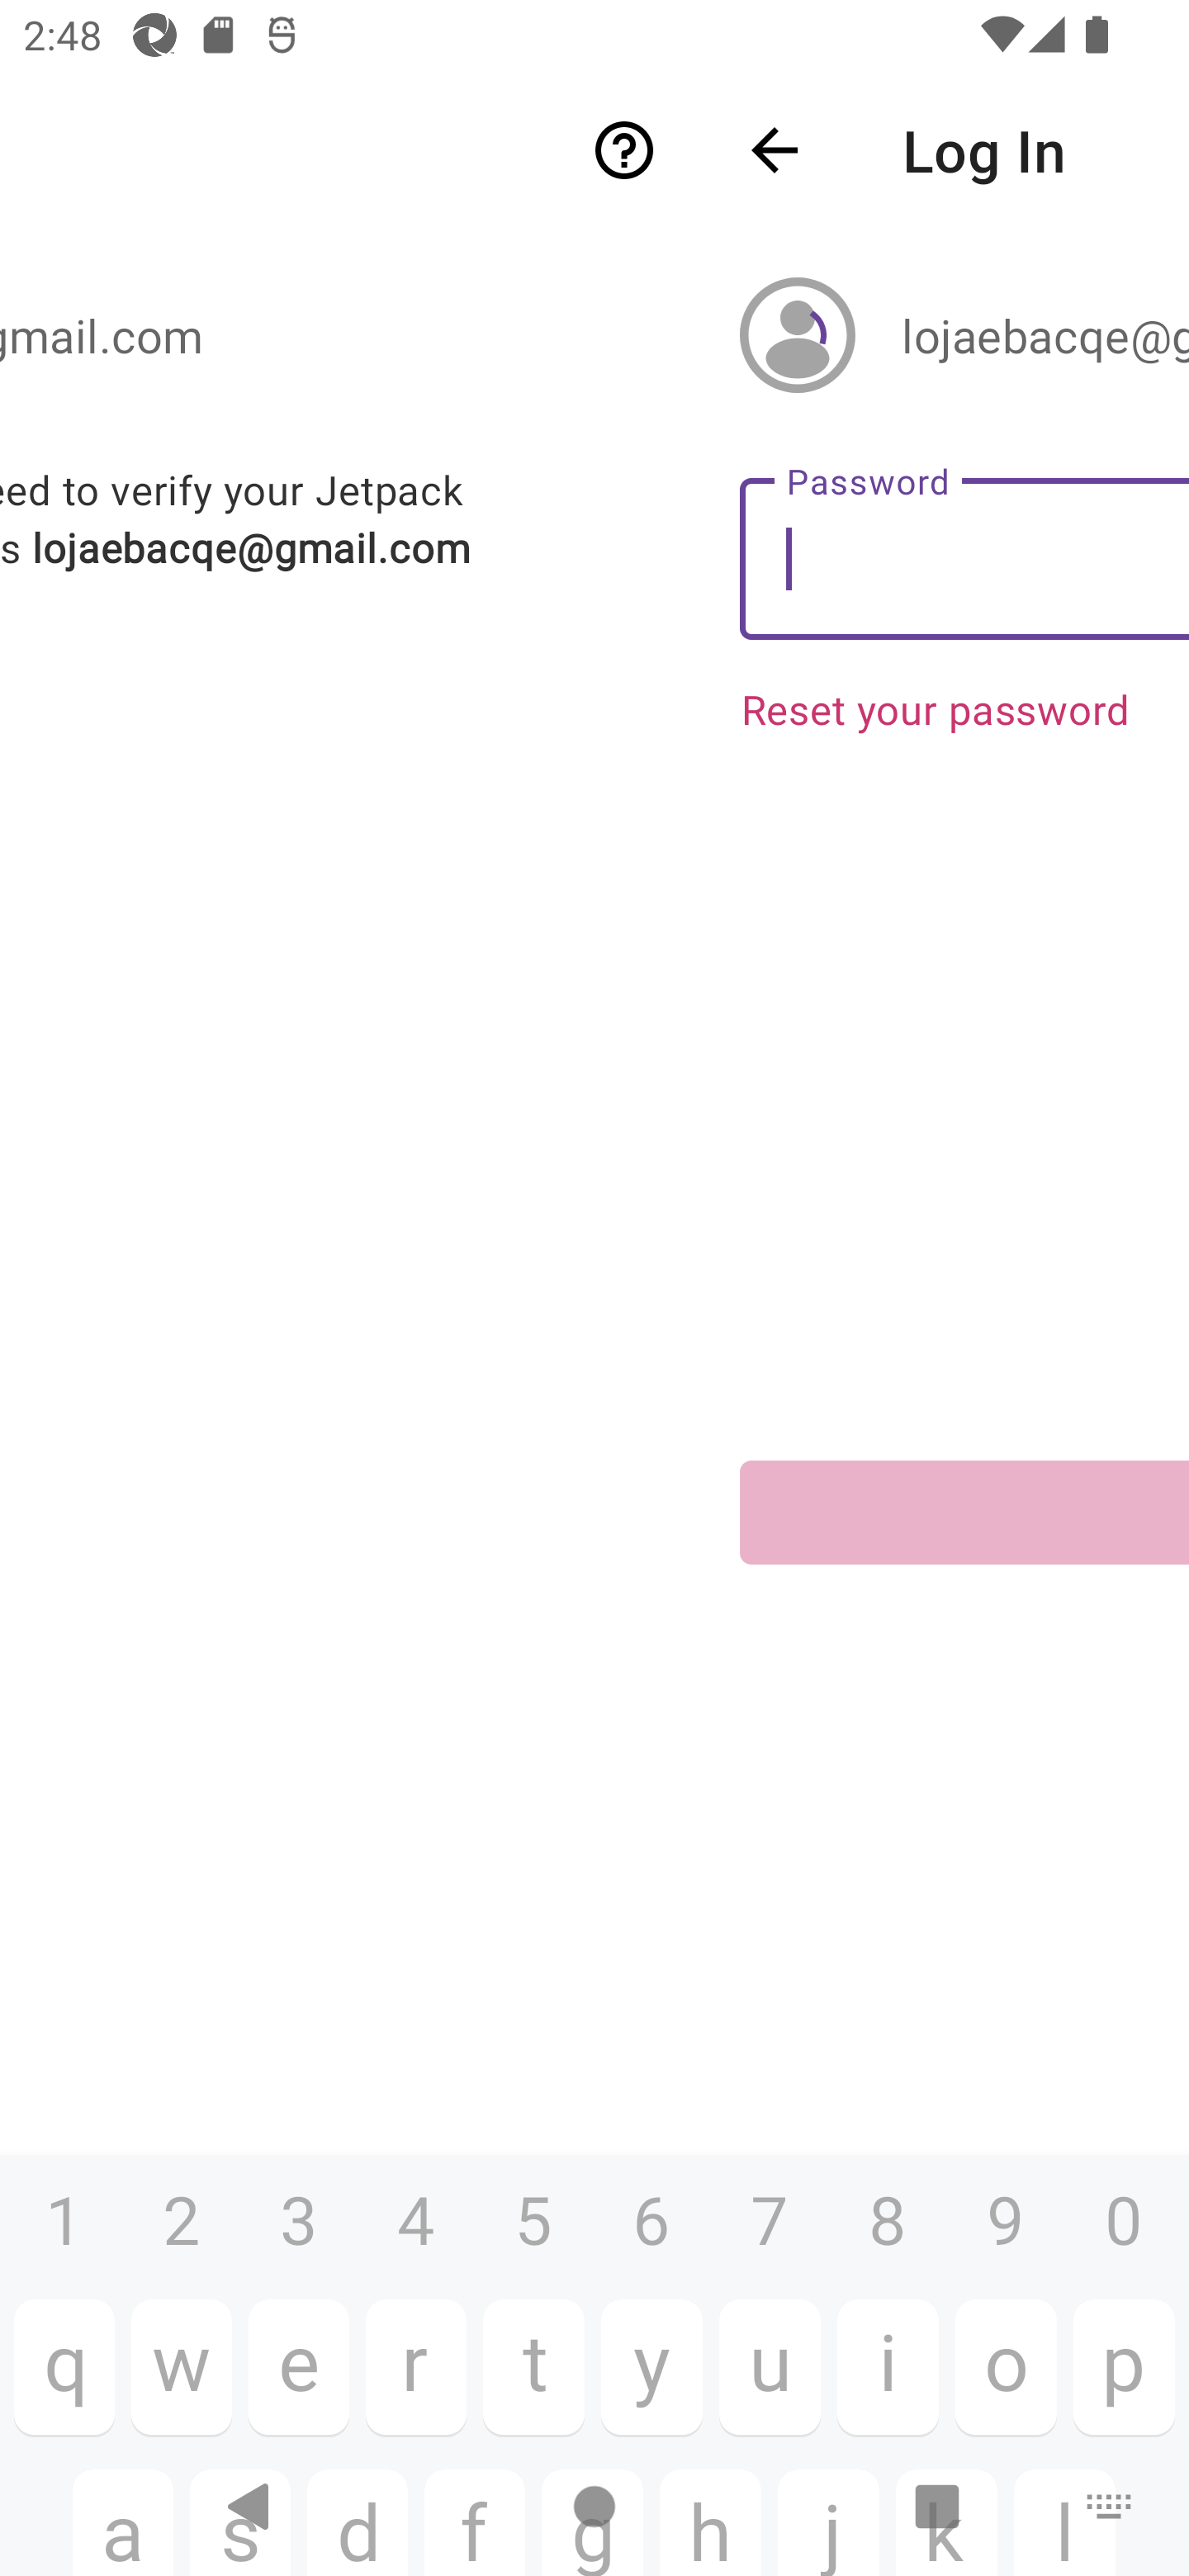 2:48
Log In
gmail.com
lojaebacqe@g
Password
eed to verify your Jetpack
s lojaebacqe@gmail.com
Reset your password
1 2 3 4 5 6 7 8 9 0
q w e r t y u i o p
a s d f g h j k l